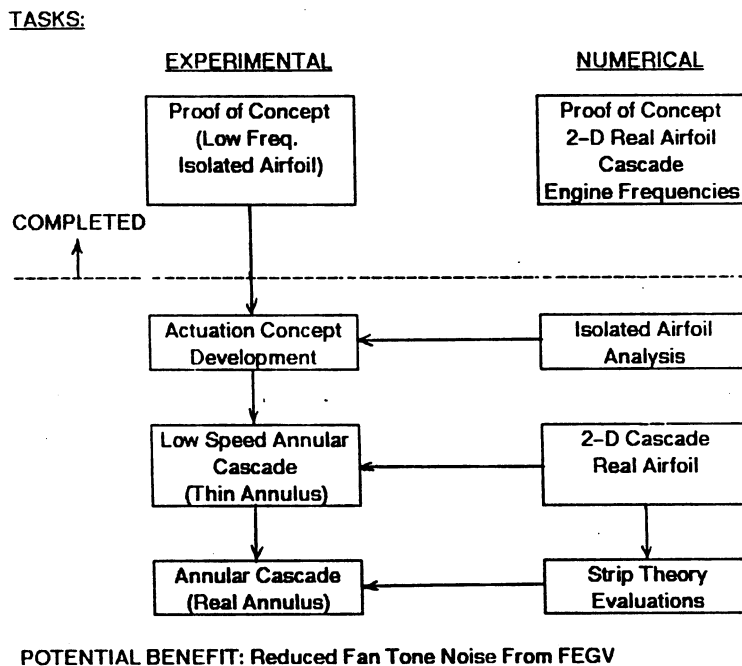 TASKS:
EXPERIMENTAL
NUMERICAL
Proof of Concept
(Low Freq.
Isolated Airfoil)
Proof of Concept
2-D Real Airfoil
Cascade
Engine Frequencies
COMPLETED
Actuation Concept
Development
Isolated Airfoil
Analysis
Low Speed Annular
Cascade
(Thin Annulus)
2-D Cascade
Real Airfoil
Annular Cascade
(Real Annulus)
Strip Theory
Evaluations
POTENTIAL BENEFIT: Reduced Fan Tone Noise From FEGV